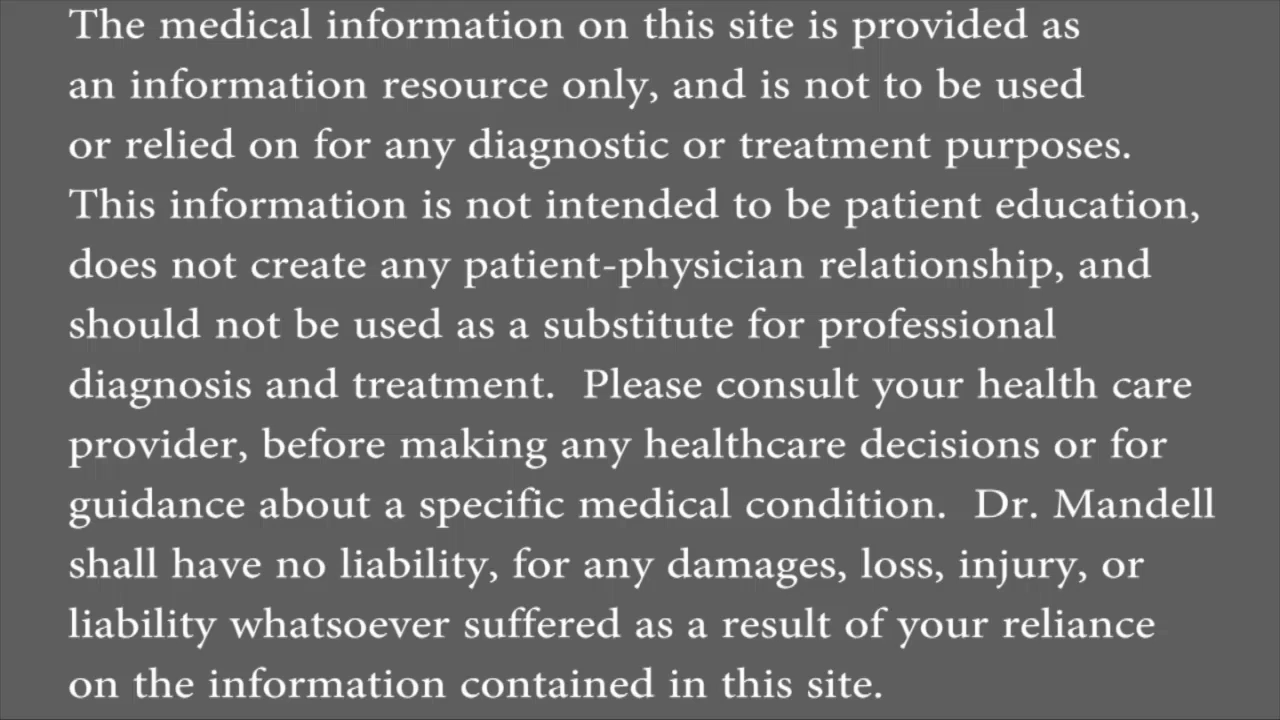 The medical information on this site is provided as
an information resource only, and is not to be used
or relied on for any diagnostic or treatment purposes.
This information is not intended to be patient education,
does not create any patient-physician relationship, and
should not be used as a substitute for professional
diagnosis and treatment.  Please consult your health care
provider, before making any healthcare decisions or for
guidance about a specific medical condition.  Dr. Mandell
shall have no liability, for any damages, loss, injury, or
liability whatsoever suffered as a result of your reliance
on the information contained in this site.